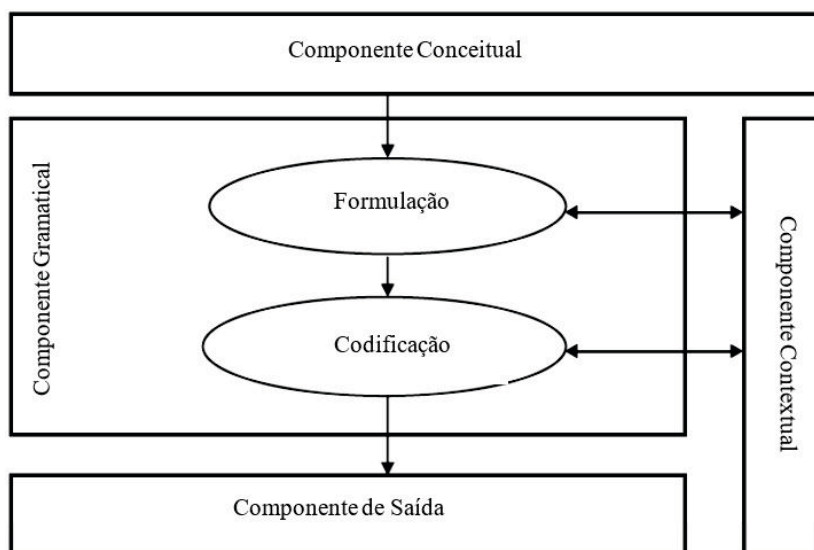 Componente Conceitual
Componente Gramatical
Formulação
Codificação
Componente Contextual
Componente de Saída